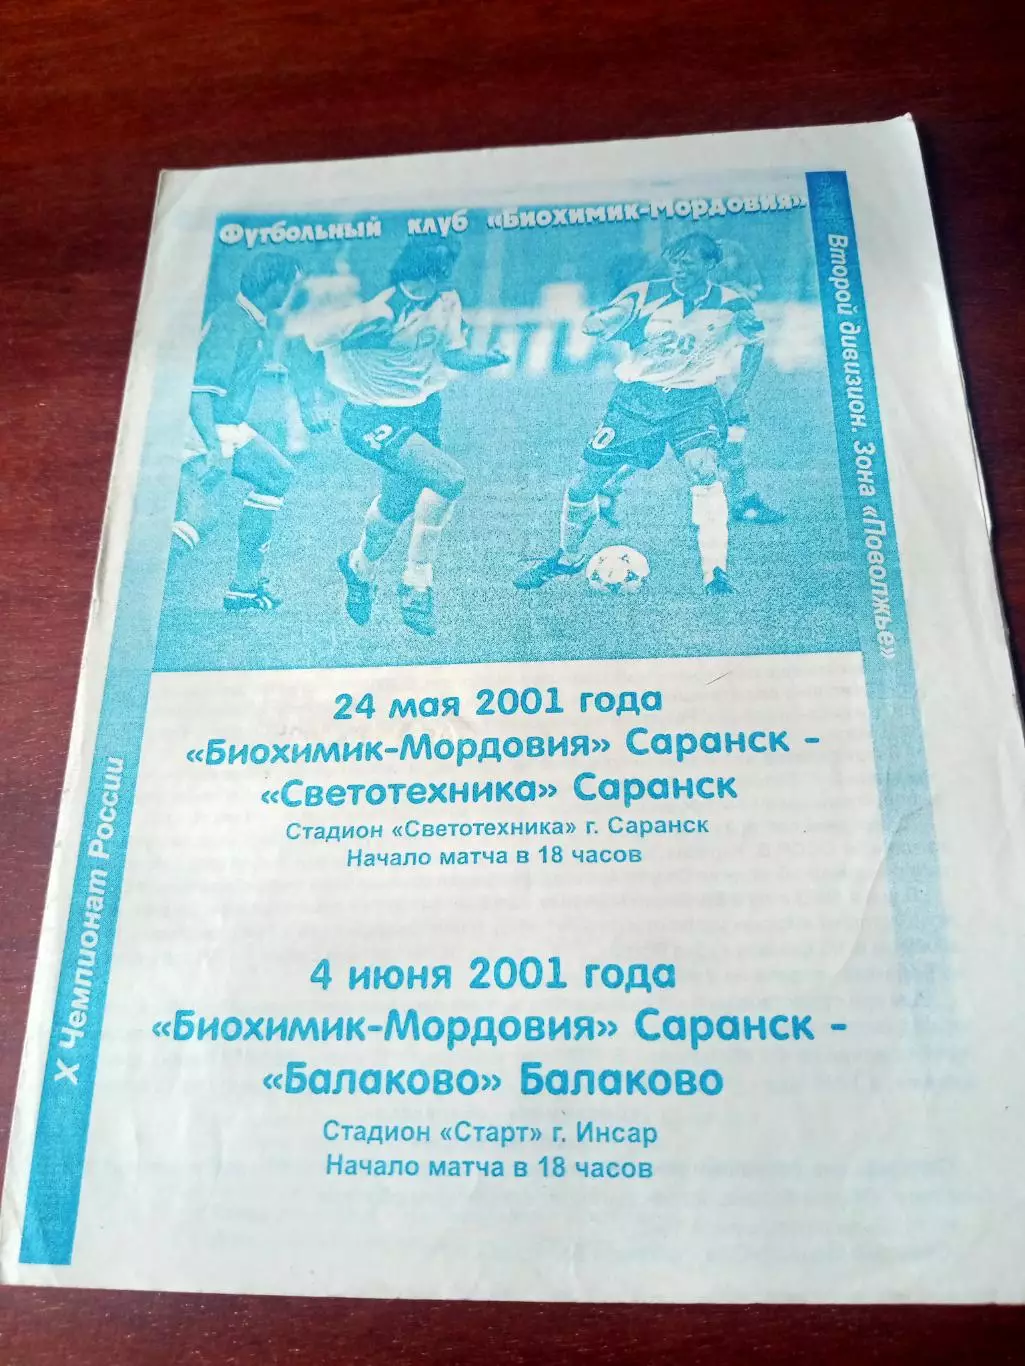 Футбольный клуб «Биохимик-Мордовия»
Второй дивизион. Зона «Поволжье»
X Чемпионат России
24 мая 2001 года
«Биохимик-Мордовия» Саранск -
«Светотехника» Саранск
Стадион «Светотехника» г. Саранск
Начало матча в 18 часов
4 июня 2001 года
«Биохимик-Мордовия» Саранск -
«Балаково» Балаково
Стадион «Старт» г. Инсар
Начало матча в 18 часов
20
20